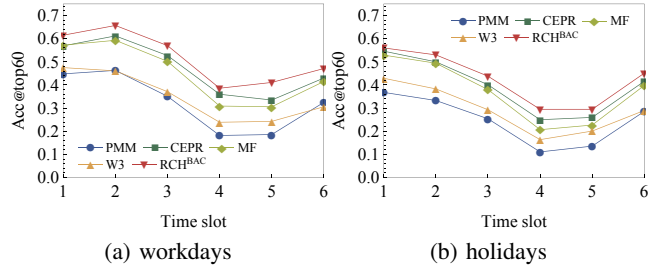 0.7
0.6
0.5
0.4
0.3
0.2
0.1
0.0
Acc@top60
PMM CEPR MF
W3 RCH^BAC
1 2 3 4 5 6
Time slot
(a) workdays
0.7
0.6
0.5
0.4
0.3
0.2
0.1
0.0
Acc@top60
PMM CEPR MF
W3 RCH^BAC
1 2 3 4 5 6
Time slot
(b) holidays